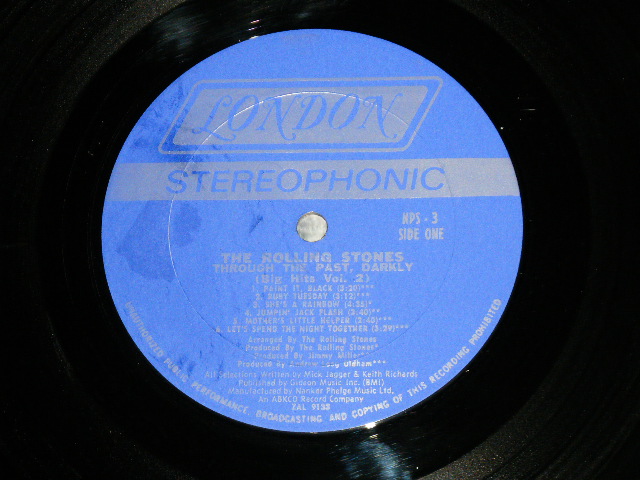 LONDON
STEREOPHONIC
NPS - 3
SIDE ONE
THE ROLLING STONES
THROUGH THE PAST, DARKLY
(Big Hits Vol. 2)
1. PAINT IT, BLACK (3:20)***
2. RUBY TUESDAY (3:12)***
3. SHE'S A RAINBOW (4:35)*
4. JUMPIN' JACK FLASH (3:40)**
5. MOTHER'S LITTLE HELPER (2:40)***
6. LET'S SPEND THE NIGHT TOGETHER (3:29)***
Arranged By The Rolling Stones
Produced By The Rolling Stones*
Produced By Jimmy Miller**
Produced By Andrew Loog Oldham***
All Selections Written by Mick Jagger & Keith Richards
Published by Gideon Music Inc. (BMI)
Manufactured by Nanker Phelge Music Ltd.
An ABKCO Record Company
ZAL 9133
UNAUTHORIZED PUBLIC PERFORMANCE, BROADCASTING AND COPYING OF THIS RECORDING PROHIBITED